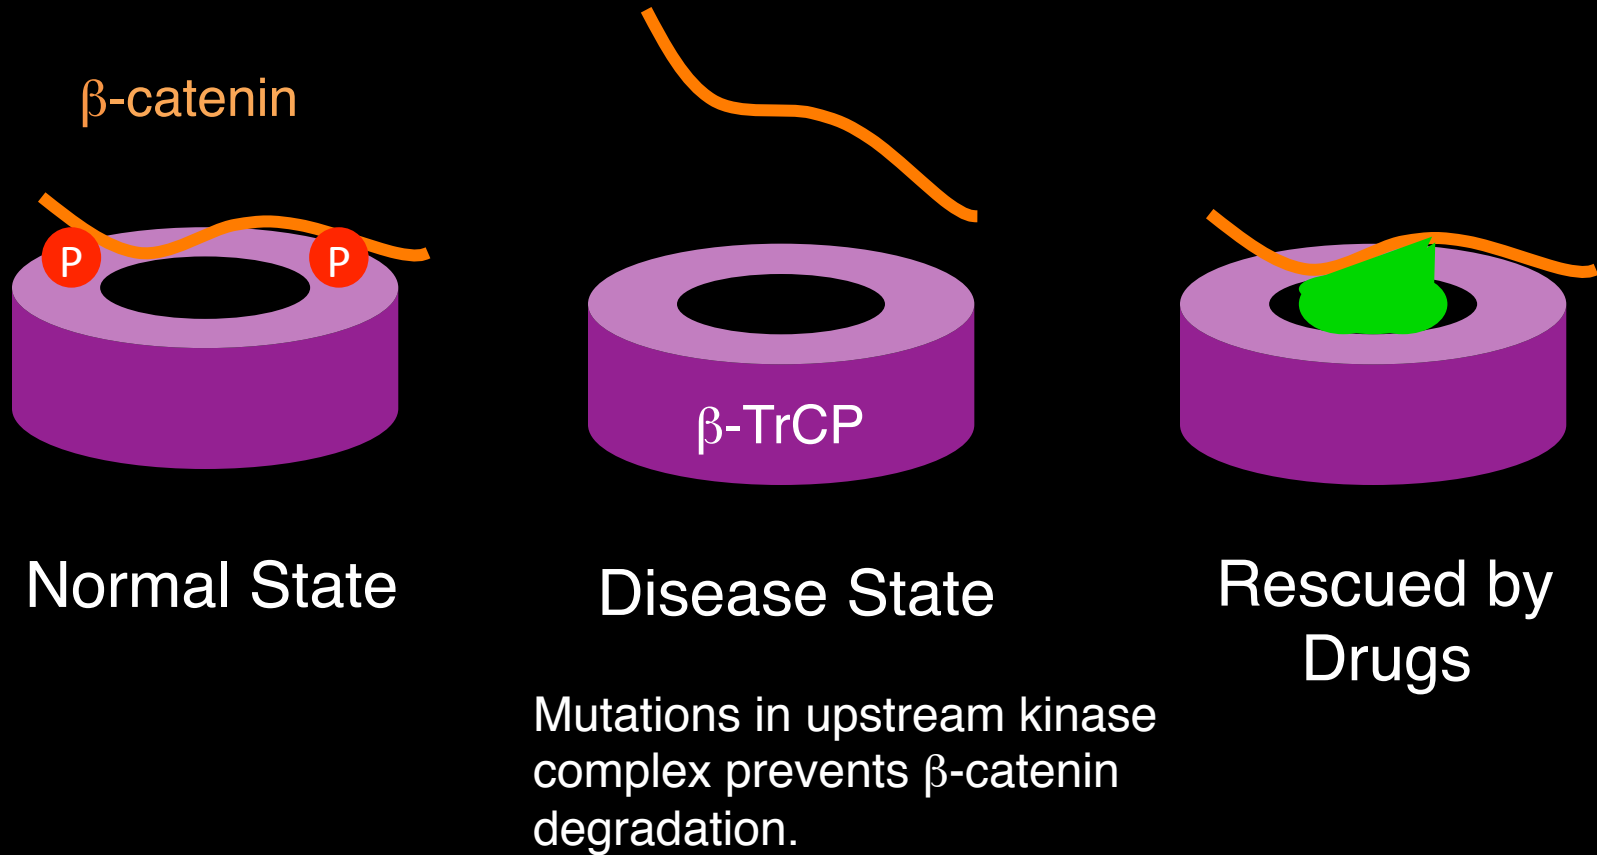 β-catenin
P
P
β-TrCP
Normal State
Disease State
Rescued by
Drugs
Mutations in upstream kinase
complex prevents β-catenin
degradation.